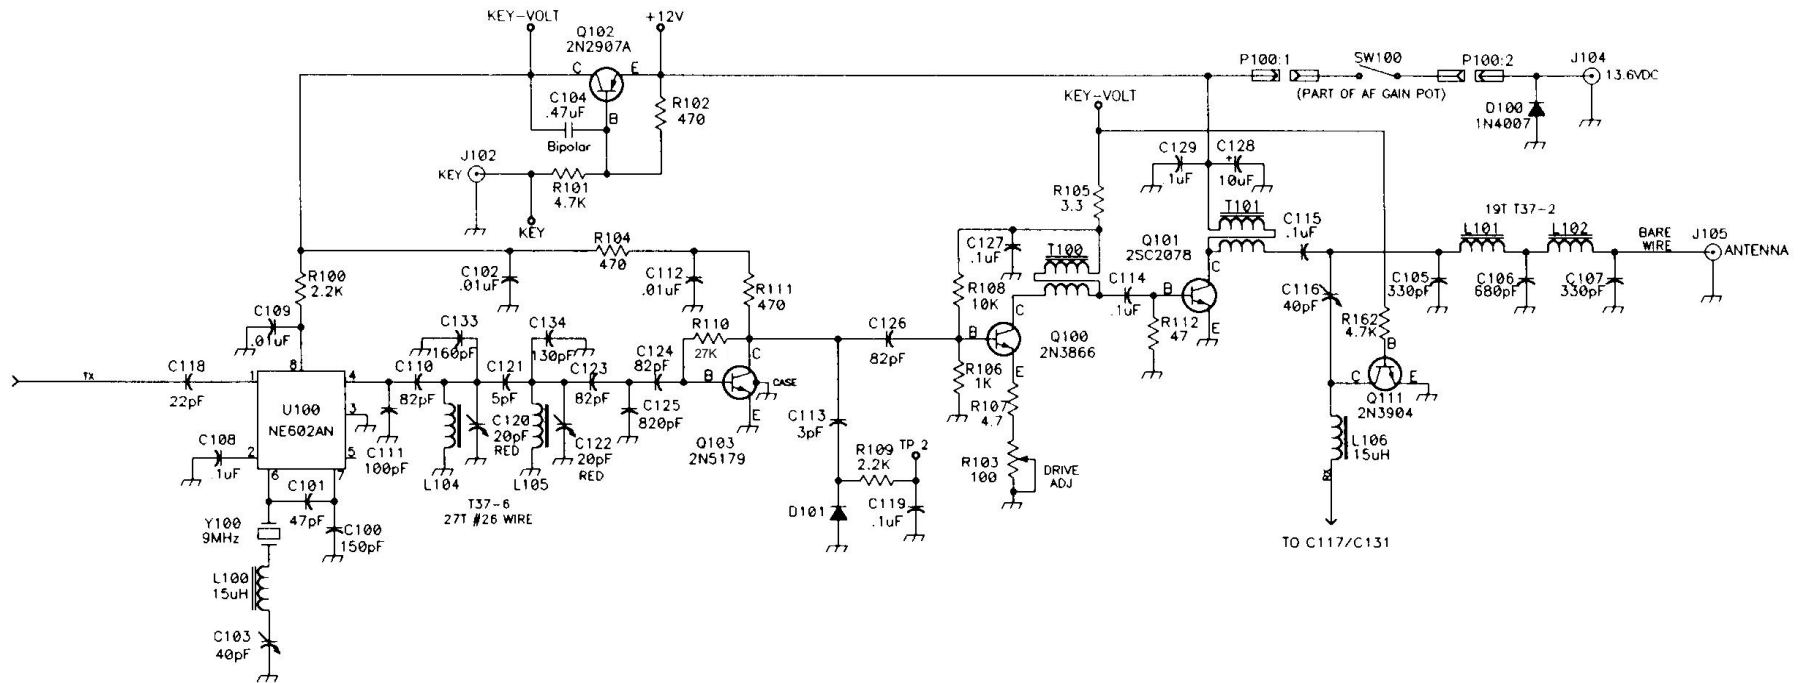 KEY-VOLT
+12V
Q102
2N2907A
C
E
B
C104
.47uF
Bipolar
R102
470
J102
KEY
R101
4.7K
KEY
P100:1
SW100
P100:2
J104
13.6VDC
(PART OF AF GAIN POT)
D100
1N4007
KEY-VOLT
C129
.1uF
C128
+
10uF
R105
3.3
T101
C115
.1uF
19T T37-2
L101
L102
BARE
WIRE
J105
ANTENNA
R104
470
C102
.01uF
C112
.01uF
R111
470
R100
2.2K
C109
.01uF
C127
.1uF
T100
Q101
2SC2078
C
B
E
C114
.1uF
R108
10K
R112
47
C116
40pF
C105
330pF
C106
680pF
C107
330pF
R162
4.7K
B
C
E
Q111
2N3904
C133
160pF
C134
130pF
R110
27K
C126
82pF
C
B
E
Q100
2N3866
TX
C118
22pF
1
8
4
U100
NE602AN
3
2
5
6
7
C110
82pF
C121
5pF
C123
82pF
C124
82pF
B
C
E
CASE
C111
100pF
C120
20pF
RED
C122
20pF
RED
C125
820pF
Q103
2N5179
R106
1K
R107
4.7
C113
3pF
R109
2.2K
TP 2
R103
100
DRIVE
ADJ
C108
.1uF
L104
L105
T37-6
27T #26 WIRE
D101
C119
.1uF
L106
15uH
RX
TO C117/C131
C101
47pF
C100
150pF
Y100
9MHz
L100
15uH
C103
40pF